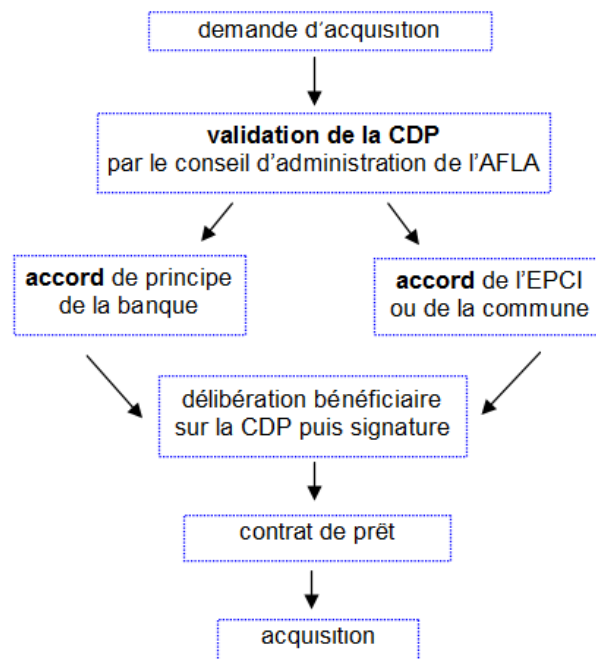 demande d'acquisition
validation de la CDP
par le conseil d'administration de l'AFLA
accord de principe
de la banque
accord de l'EPCI
ou de la commune
délibération bénéficiaire
sur la CDP puis signature
contrat de prêt
acquisition